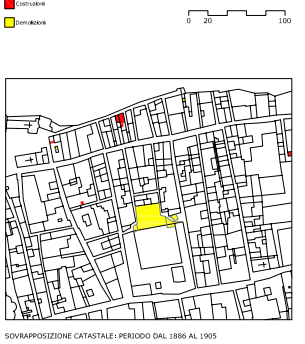 Costruzioni
Demolizioni
0 20 100
SOVRAPPOSIZIONE CATASTALE: PERIODO DAL 1886 AL 1905